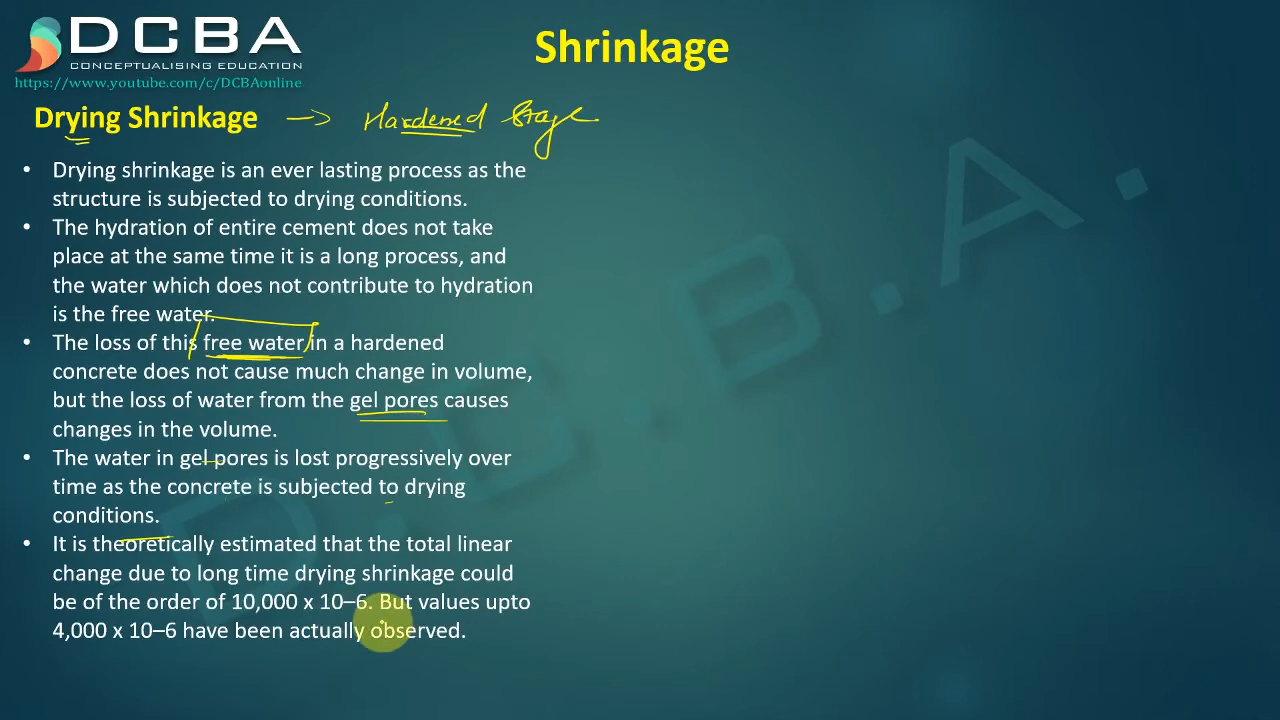 DCBA
CONCEPTUALISING EDUCATION
https://www.youtube.com/c/DCBAonline
Shrinkage
Drying Shrinkage → Hardened Stage
• Drying shrinkage is an ever lasting process as the
structure is subjected to drying conditions.
• The hydration of entire cement does not take
place at the same time it is a long process, and
the water which does not contribute to hydration
is the free water.
• The loss of this free water in a hardened
concrete does not cause much change in volume,
but the loss of water from the gel pores causes
changes in the volume.
• The water in gel pores is lost progressively over
time as the concrete is subjected to drying
conditions.
• It is theoretically estimated that the total linear
change due to long time drying shrinkage could
be of the order of 10,000 x 10–6. But values upto
4,000 x 10–6 have been actually observed.
D.C.B.A.